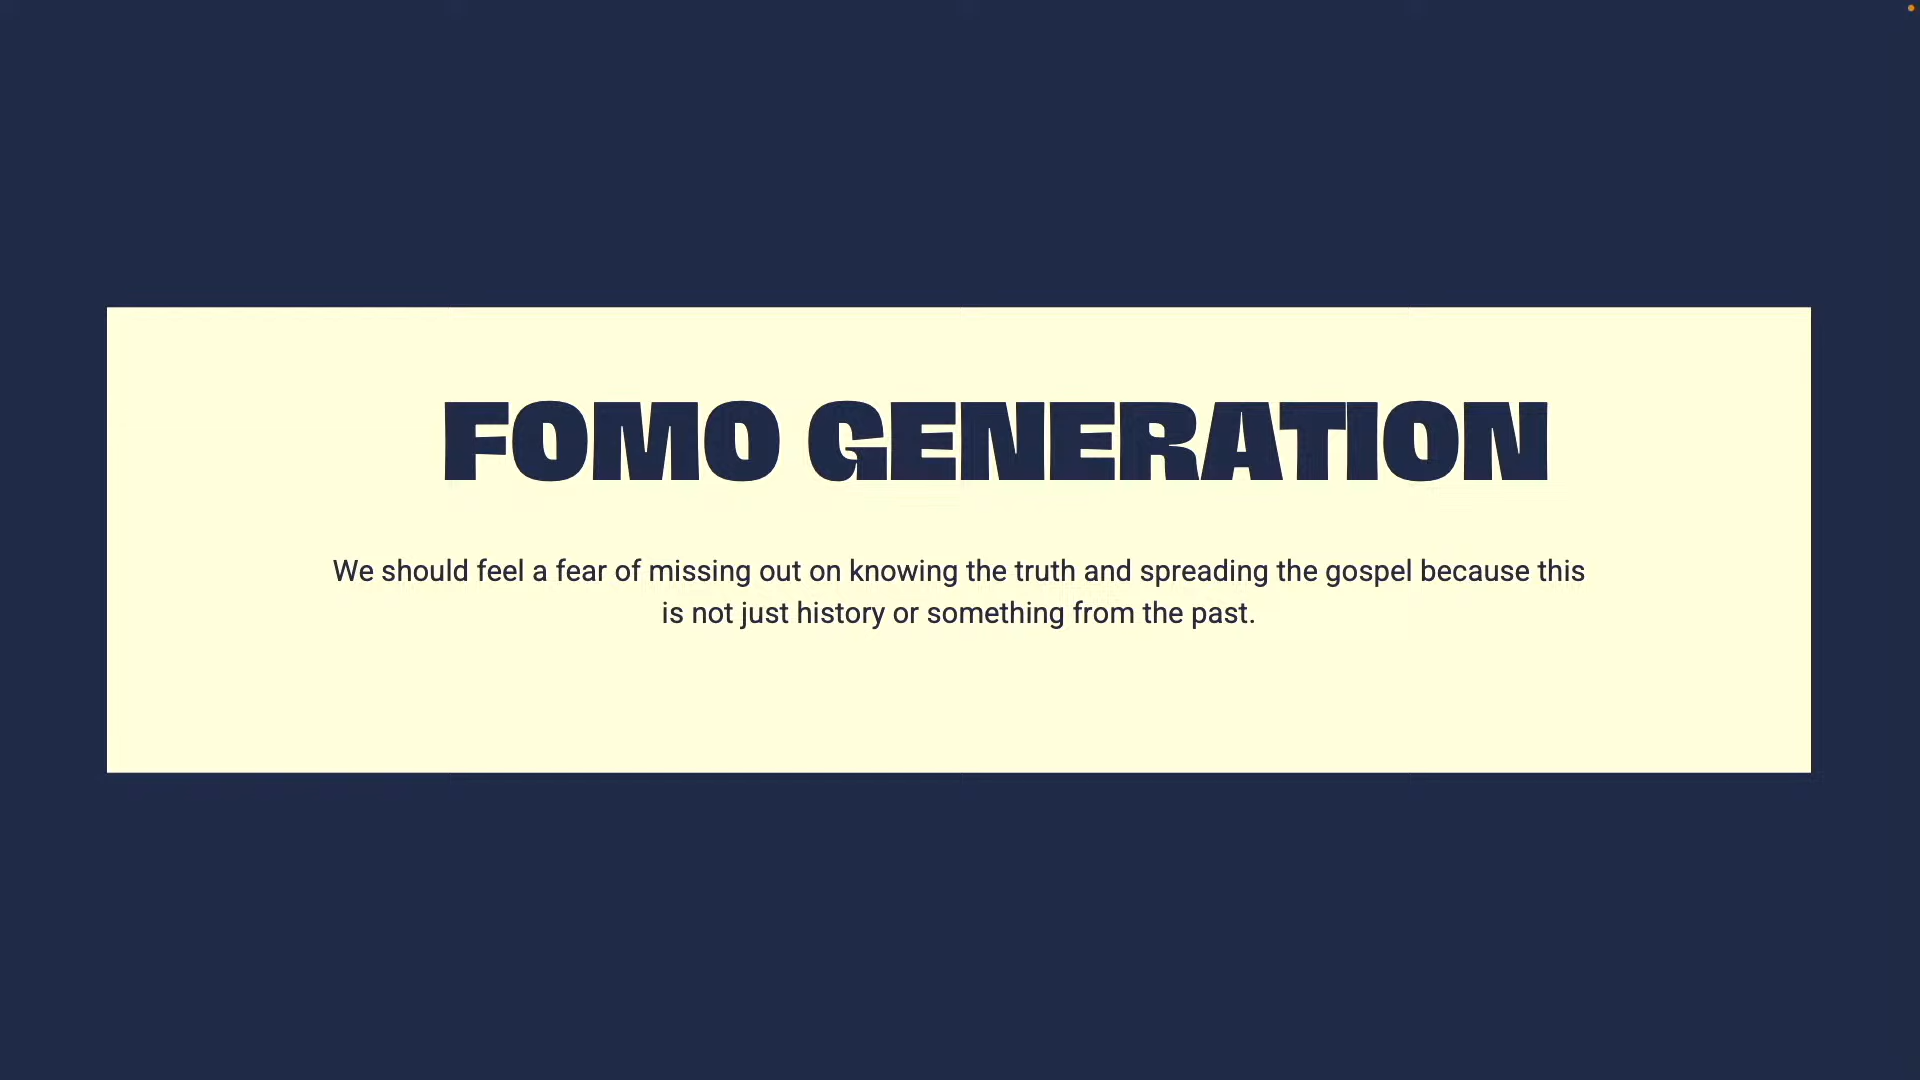 FOMO GENERATION
We should feel a fear of missing out on knowing the truth and spreading the gospel because this
is not just history or something from the past.